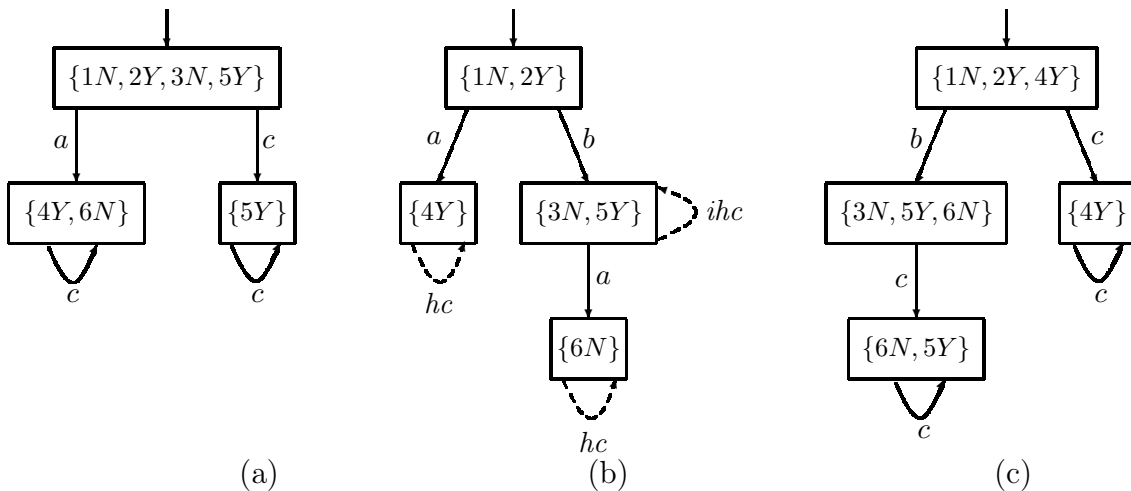 {1N, 2Y, 3N, 5Y}
a
c
{4Y, 6N}
{5Y}
c
c
(a)
{1N, 2Y}
a
b
{4Y}
{3N, 5Y}
ihc
hc
a
{6N}
hc
(b)
{1N, 2Y, 4Y}
b
c
{3N, 5Y, 6N}
{4Y}
c
c
{6N, 5Y}
c
(c)